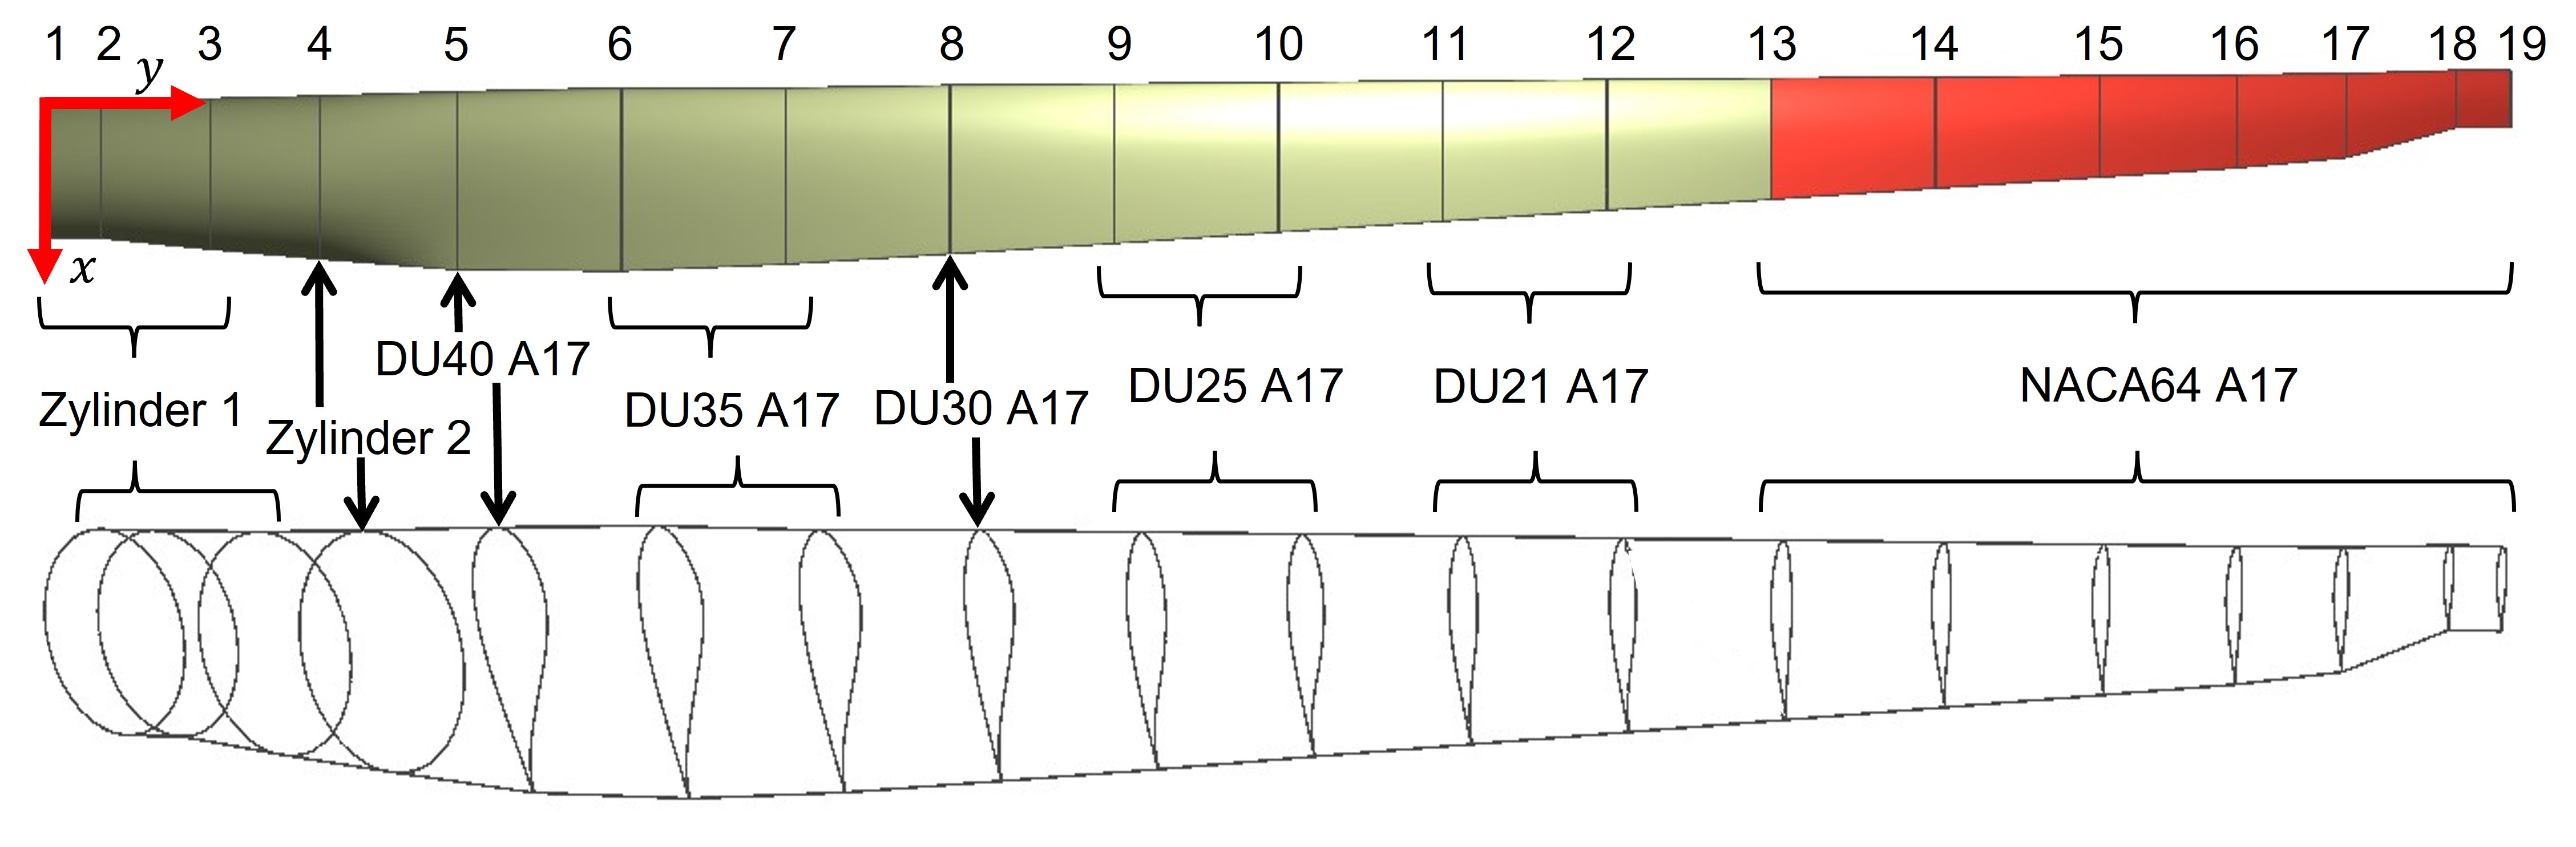 1 2 3 4 5 6 7 8 9 10 11 12 13 14 15 16 17 18 19
y
x
DU40 A17
Zylinder 1
Zylinder 2
DU35 A17
DU30 A17
DU25 A17
DU21 A17
NACA64 A17